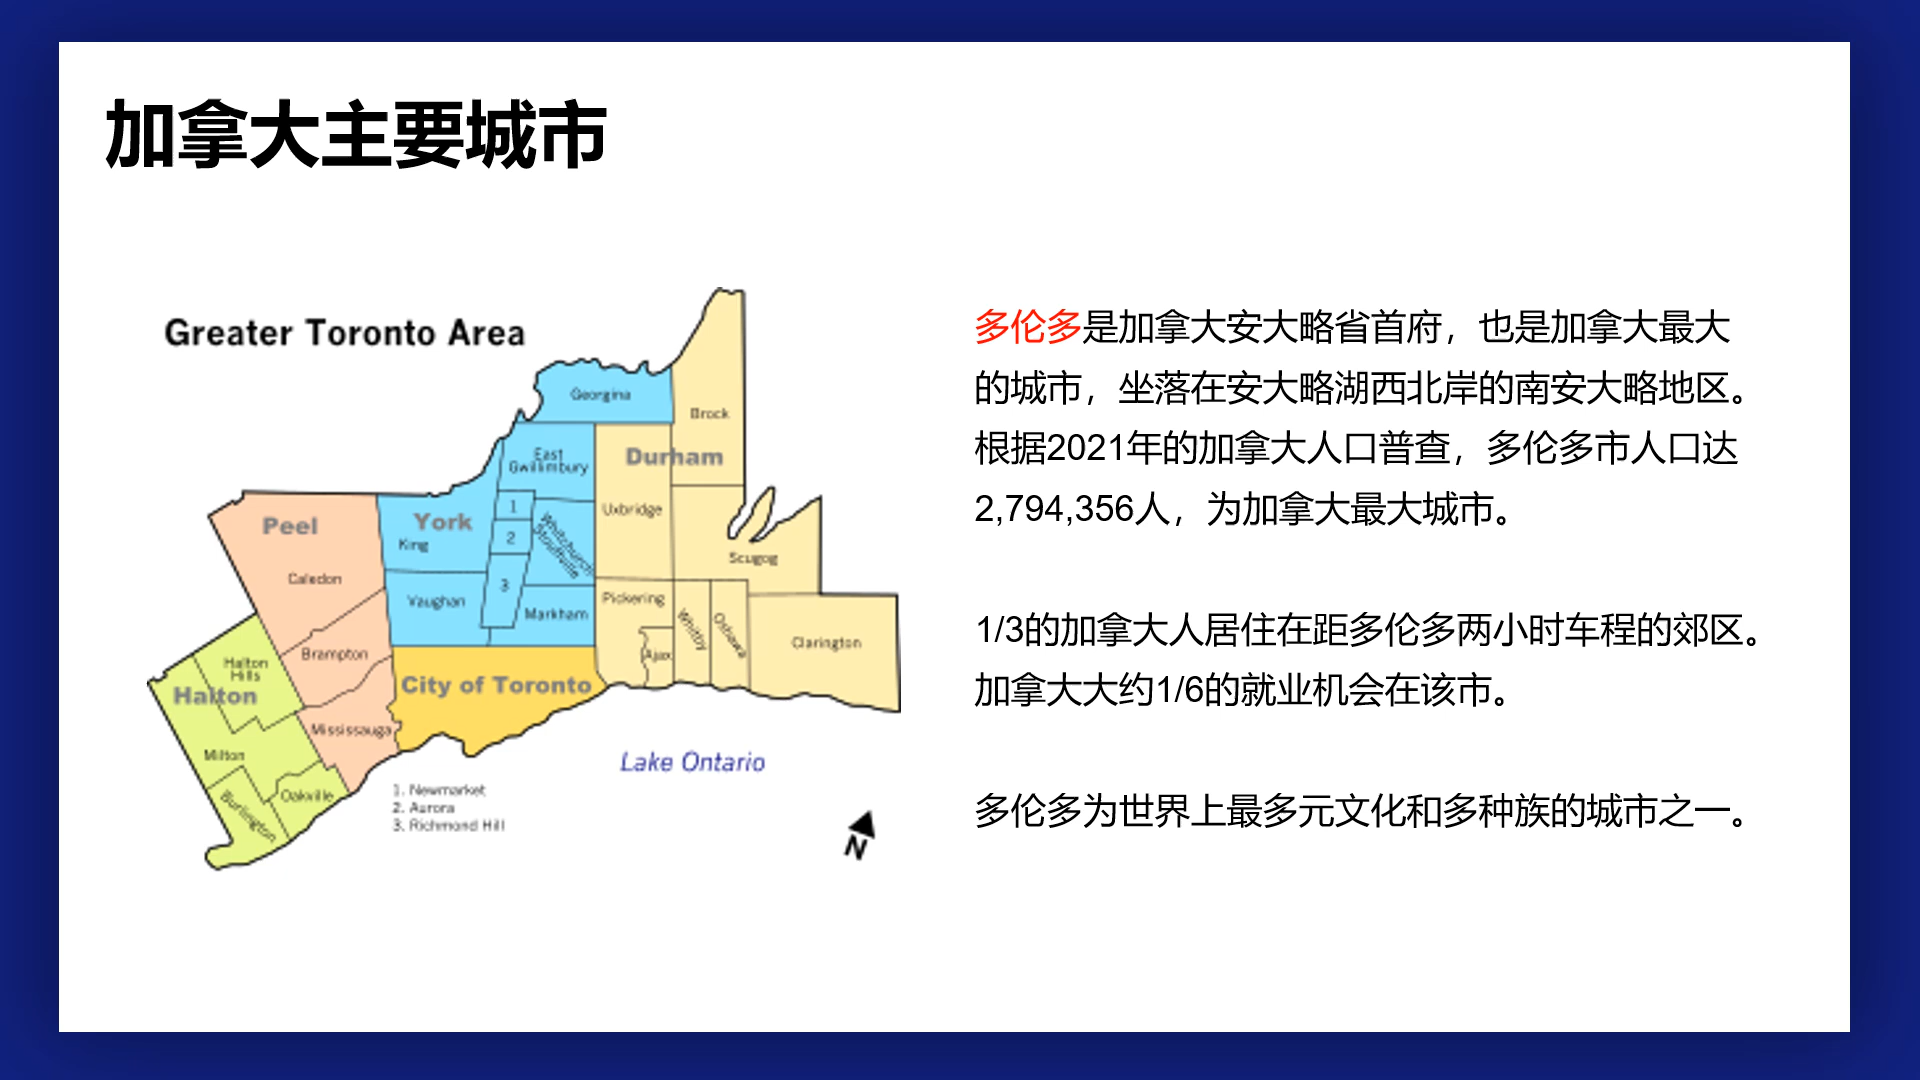 加拿大主要城市
Greater Toronto Area
Georgina
Brock
East
Gwillimbury
Durham
Uxbridge
1
2
3
Whitchurch
Stouffville
Peel
York
King
Caledon
Vaughan
Markham
Scugog
Pickering
Whitby
Oshawa
Ajax
Clarington
Brampton
Halton
Hills
Halton
City of Toronto
Mississauga
Milton
Oakville
Burlington
Lake Ontario
1. Newmarket
2. Aurora
3. Richmond Hill
N
多伦多是加拿大安大略省首府，也是加拿大最大
的城市，坐落在安大略湖西北岸的南安大略地区。
根据2021年的加拿大人口普查，多伦多市人口达
2,794,356人，为加拿大最大城市。
1/3的加拿大人居住在距多伦多两小时车程的郊区。
加拿大大约1/6的就业机会在该市。
多伦多为世界上最多元文化和多种族的城市之一。